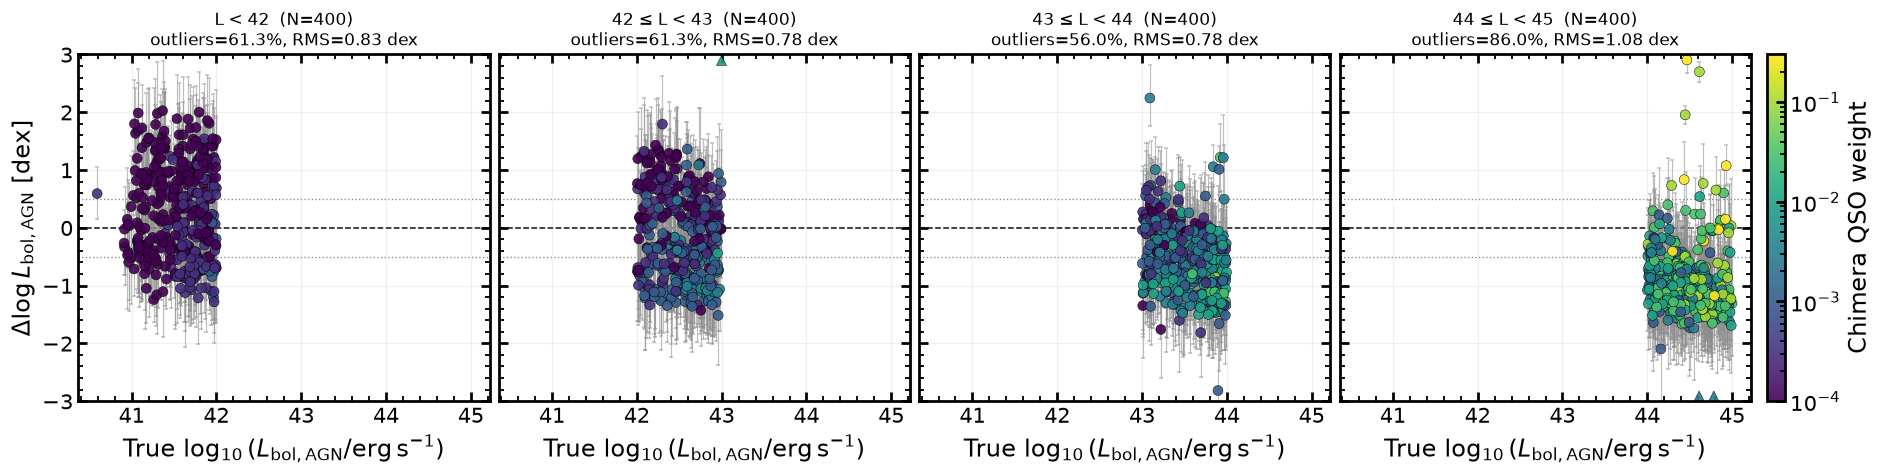 L < 42 (N=400)
outliers=61.3%, RMS=0.83 dex
42 ≤ L < 43 (N=400)
outliers=61.3%, RMS=0.78 dex
43 ≤ L < 44 (N=400)
outliers=56.0%, RMS=0.78 dex
44 ≤ L < 45 (N=400)
outliers=86.0%, RMS=1.08 dex
Δlog L_bol, AGN [dex]
3
2
1
0
−1
−2
−3
41 42 43 44 45
41 42 43 44 45
41 42 43 44 45
41 42 43 44 45
True log₁₀ (L_bol, AGN/erg s⁻¹)
True log₁₀ (L_bol, AGN/erg s⁻¹)
True log₁₀ (L_bol, AGN/erg s⁻¹)
True log₁₀ (L_bol, AGN/erg s⁻¹)
10⁻¹
10⁻²
10⁻³
10⁻⁴
Chimera QSO weight